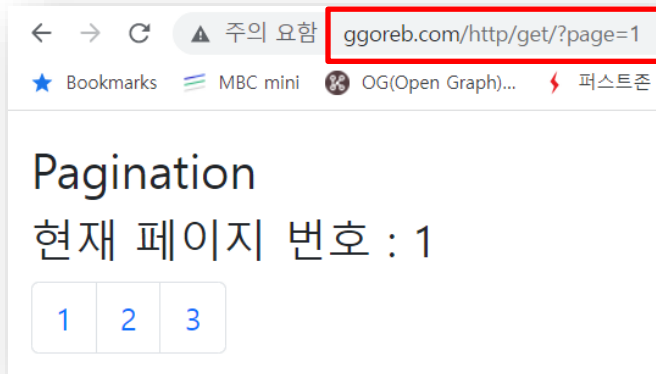 주의 요함 ggoreb.com/http/get/?page=1
Bookmarks MBC mini OG(Open Graph)... 퍼스트존
Pagination
현재 페이지 번호 : 1
1 2 3